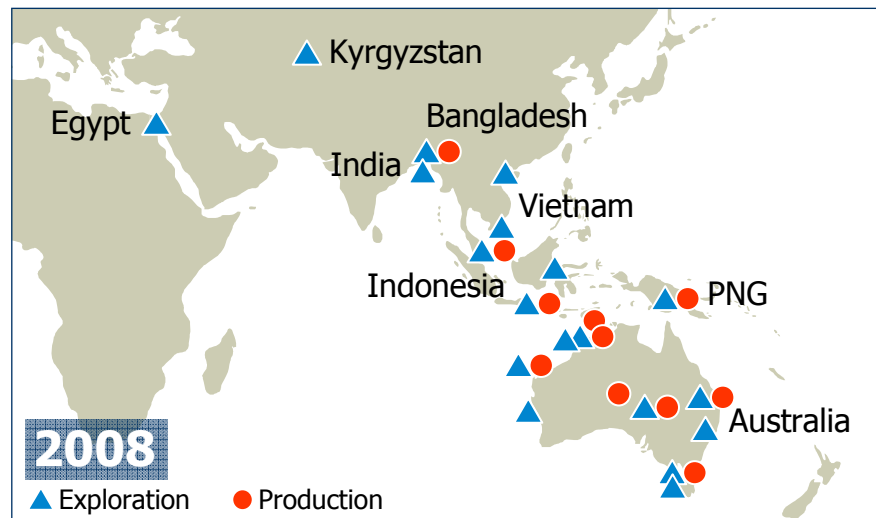 Kyrgyzstan
Egypt
Bangladesh
India
Vietnam
Indonesia
PNG
Australia
2008
Exploration
Production